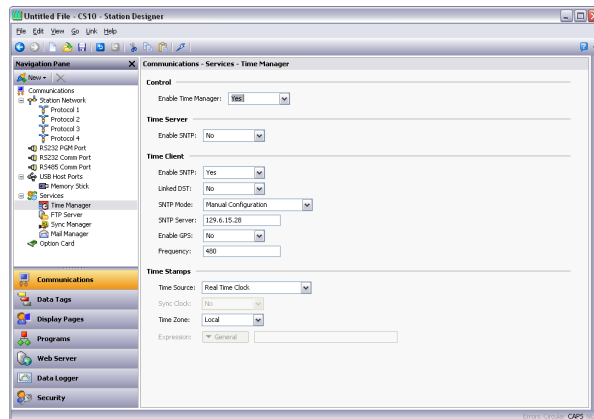 Untitled File - CS10 - Station Designer
File Edit View Go Link Help
Navigation Pane X
New
Communications
Station Network
Protocol 1
Protocol 2
Protocol 3
Protocol 4
RS232 PGM Port
RS232 Comm Port
RS485 Comm Port
USB Host Ports
Memory Stick
Services
Time Manager
FTP Server
Sync Manager
Mail Manager
Option Card
Communications
Data Tags
Display Pages
Programs
Web Server
Data Logger
Security
Communications - Services - Time Manager
Control
Enable Time Manager: Yes
Time Server
Enable SNTP: No
Time Client
Enable SNTP: Yes
Linked DST: No
SNTP Mode: Manual Configuration
SNTP Server: 129.6.15.28
Enable GPS: No
Frequency: 480
Time Stamps
Time Source: Real Time Clock
Sync Clock: No
Time Zone: Local
Expression: General
Errors Circular CAPS